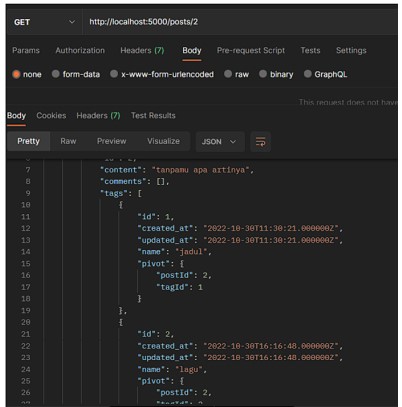 GET http://localhost:5000/posts/2
Params Authorization Headers (7) Body Pre-request Script Tests Settings
none form-data x-www-form-urlencoded raw binary GraphQL
This request does not have
Body Cookies Headers (7) Test Results
Pretty Raw Preview Visualize JSON
7 "content": "tanpamu apa artinya",
8 "comments": [],
9 "tags": [
10 {
11 "id": 1,
12 "created_at": "2022-10-30T11:30:21.000000Z",
13 "updated_at": "2022-10-30T11:30:21.000000Z",
14 "name": "jadul",
15 "pivot": {
16 "postId": 2,
17 "tagId": 1
18 }
19 },
20 {
21 "id": 2,
22 "created_at": "2022-10-30T16:16:48.000000Z",
23 "updated_at": "2022-10-30T16:16:48.000000Z",
24 "name": "lagu",
25 "pivot": {
26 "postId": 2,